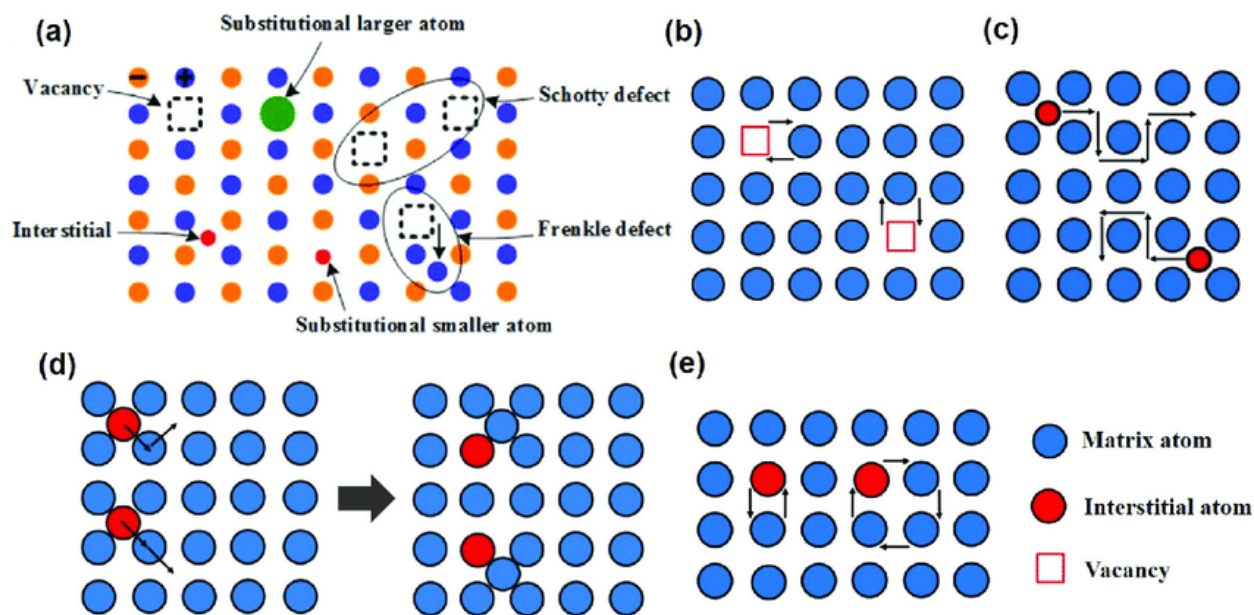 (a)
Substitutional larger atom
− +
Vacancy
Schotty defect
Interstitial
Frenkle defect
Substitutional smaller atom
(b)
(c)
(d)
(e)
Matrix atom
Interstitial atom
Vacancy